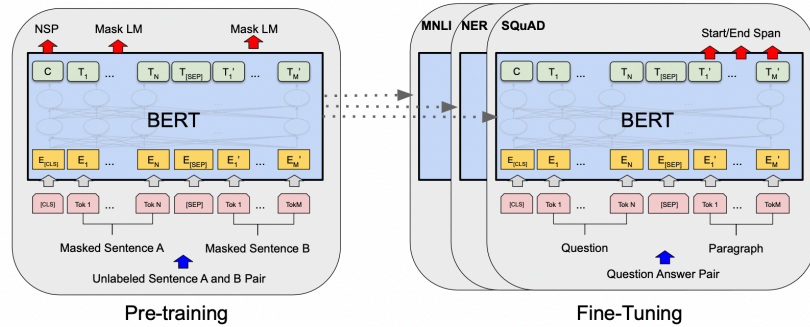 NSP Mask LM Mask LM
C T1 ... TN T[SEP] T1' ... TM'
BERT
E[CLS] E1 ... EN E[SEP] E1' ... EM'
[CLS] Tok 1 ... Tok N [SEP] Tok 1 ... TokM
Masked Sentence A Masked Sentence B
Unlabeled Sentence A and B Pair
Pre-training
MNLI NER SQuAD
Start/End Span
C T1 ... TN T[SEP] T1' ... TM'
BERT
E[CLS] E1 ... EN E[SEP] E1' ... EM'
[CLS] Tok 1 ... Tok N [SEP] Tok 1 ... TokM
Question Paragraph
Question Answer Pair
Fine-Tuning